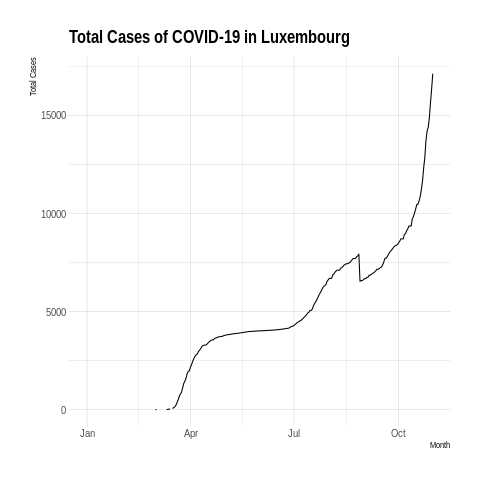 Total Cases of COVID-19 in Luxembourg
Total Cases
15000
10000
5000
0
Jan Apr Jul Oct
Month